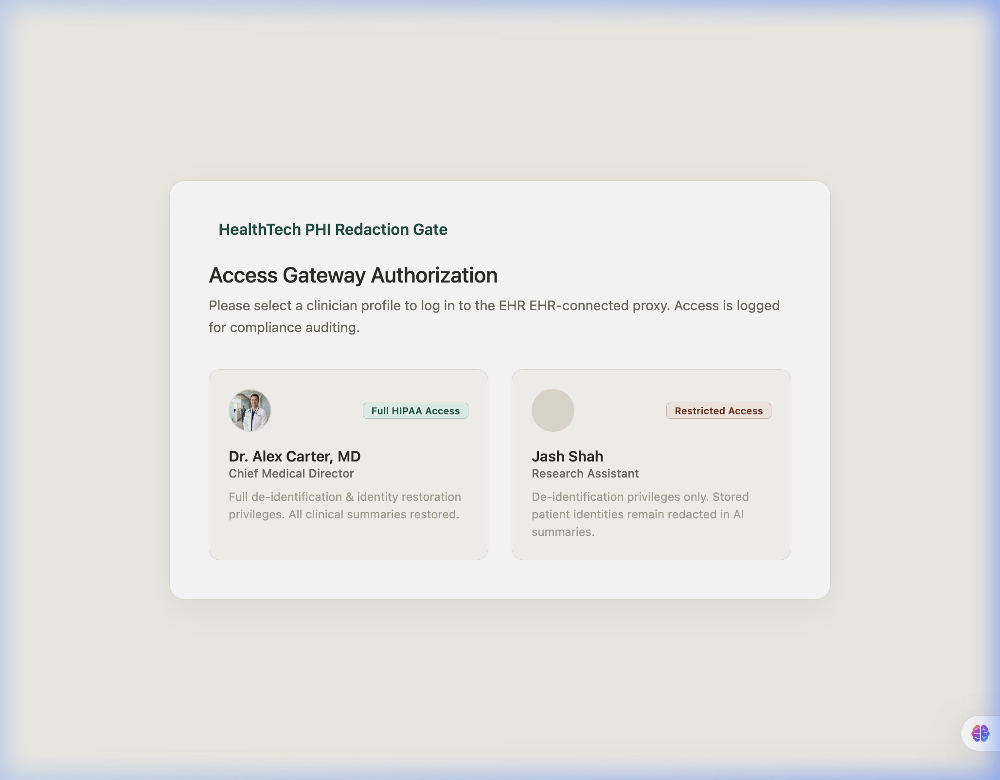 HealthTech PHI Redaction Gate
Access Gateway Authorization
Please select a clinician profile to log in to the EHR EHR-connected proxy. Access is logged
for compliance auditing.
Full HIPAA Access
Dr. Alex Carter, MD
Chief Medical Director
Full de-identification & identity restoration
privileges. All clinical summaries restored.
Restricted Access
Jash Shah
Research Assistant
De-identification privileges only. Stored
patient identities remain redacted in AI
summaries.